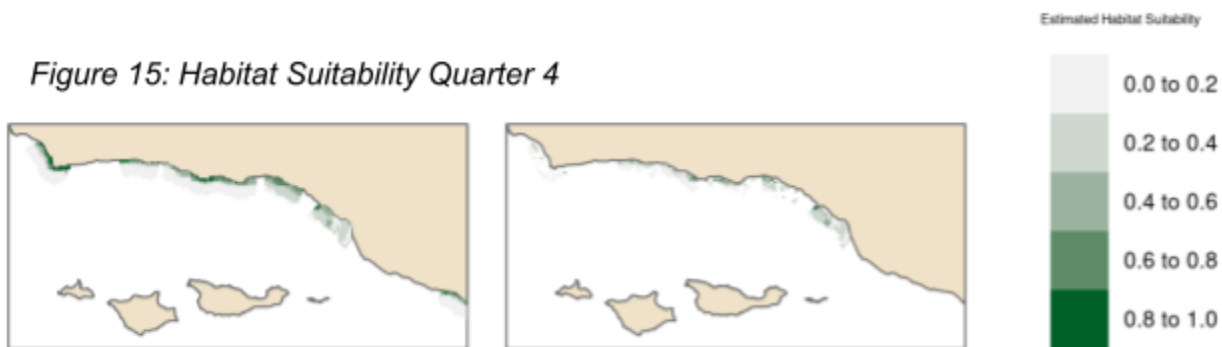 Estimated Habitat Suitability
Figure 15: Habitat Suitability Quarter 4
0.0 to 0.2
0.2 to 0.4
0.4 to 0.6
0.6 to 0.8
0.8 to 1.0